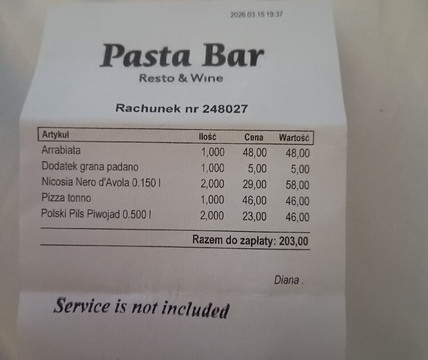 2026.03.15 19:37
Pasta Bar
Resto & Wine
Rachunek nr 248027
Artykuł Ilość Cena Wartość
Arrabiata 1,000 48,00 48,00
Dodatek grana padano 1,000 5,00 5,00
Nicosia Nero d'Avola 0.150 l 2,000 29,00 58,00
Pizza tonno 1,000 46,00 46,00
Polski Pils Piwojad 0.500 l 2,000 23,00 46,00
Razem do zapłaty: 203,00
Diana .
Service is not included